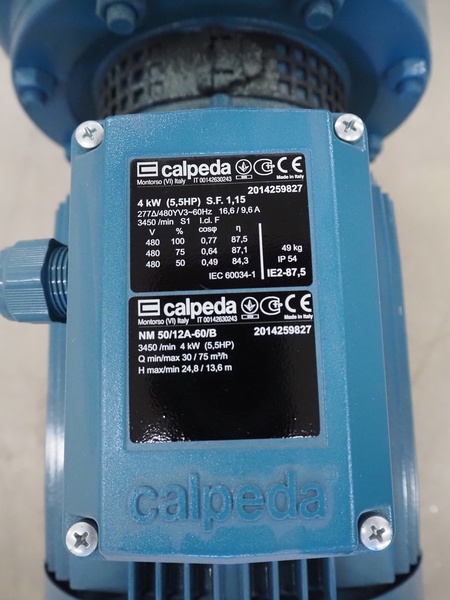 calpeda CE
Montorso (VI) Italy IT 00142630243 Made in Italy
2014259827
4 kW (5,5HP) S.F. 1,15
277Δ/480YV3~60Hz 16,6 / 9,6 A
3450 /min S1 I.cl. F
V % cosφ η
480 100 0,77 87,5
480 75 0,64 87,1 49 kg
480 50 0,49 84,3 IP 54
IEC 60034-1 IE2-87,5
calpeda CE
Montorso (VI) Italy IT 00142630243 Made in Italy
NM 50/12A-60/B 2014259827
3450 /min 4 kW (5,5HP)
Q min/max 30 / 75 m³/h
H max/min 24,8 / 13,6 m
calpeda